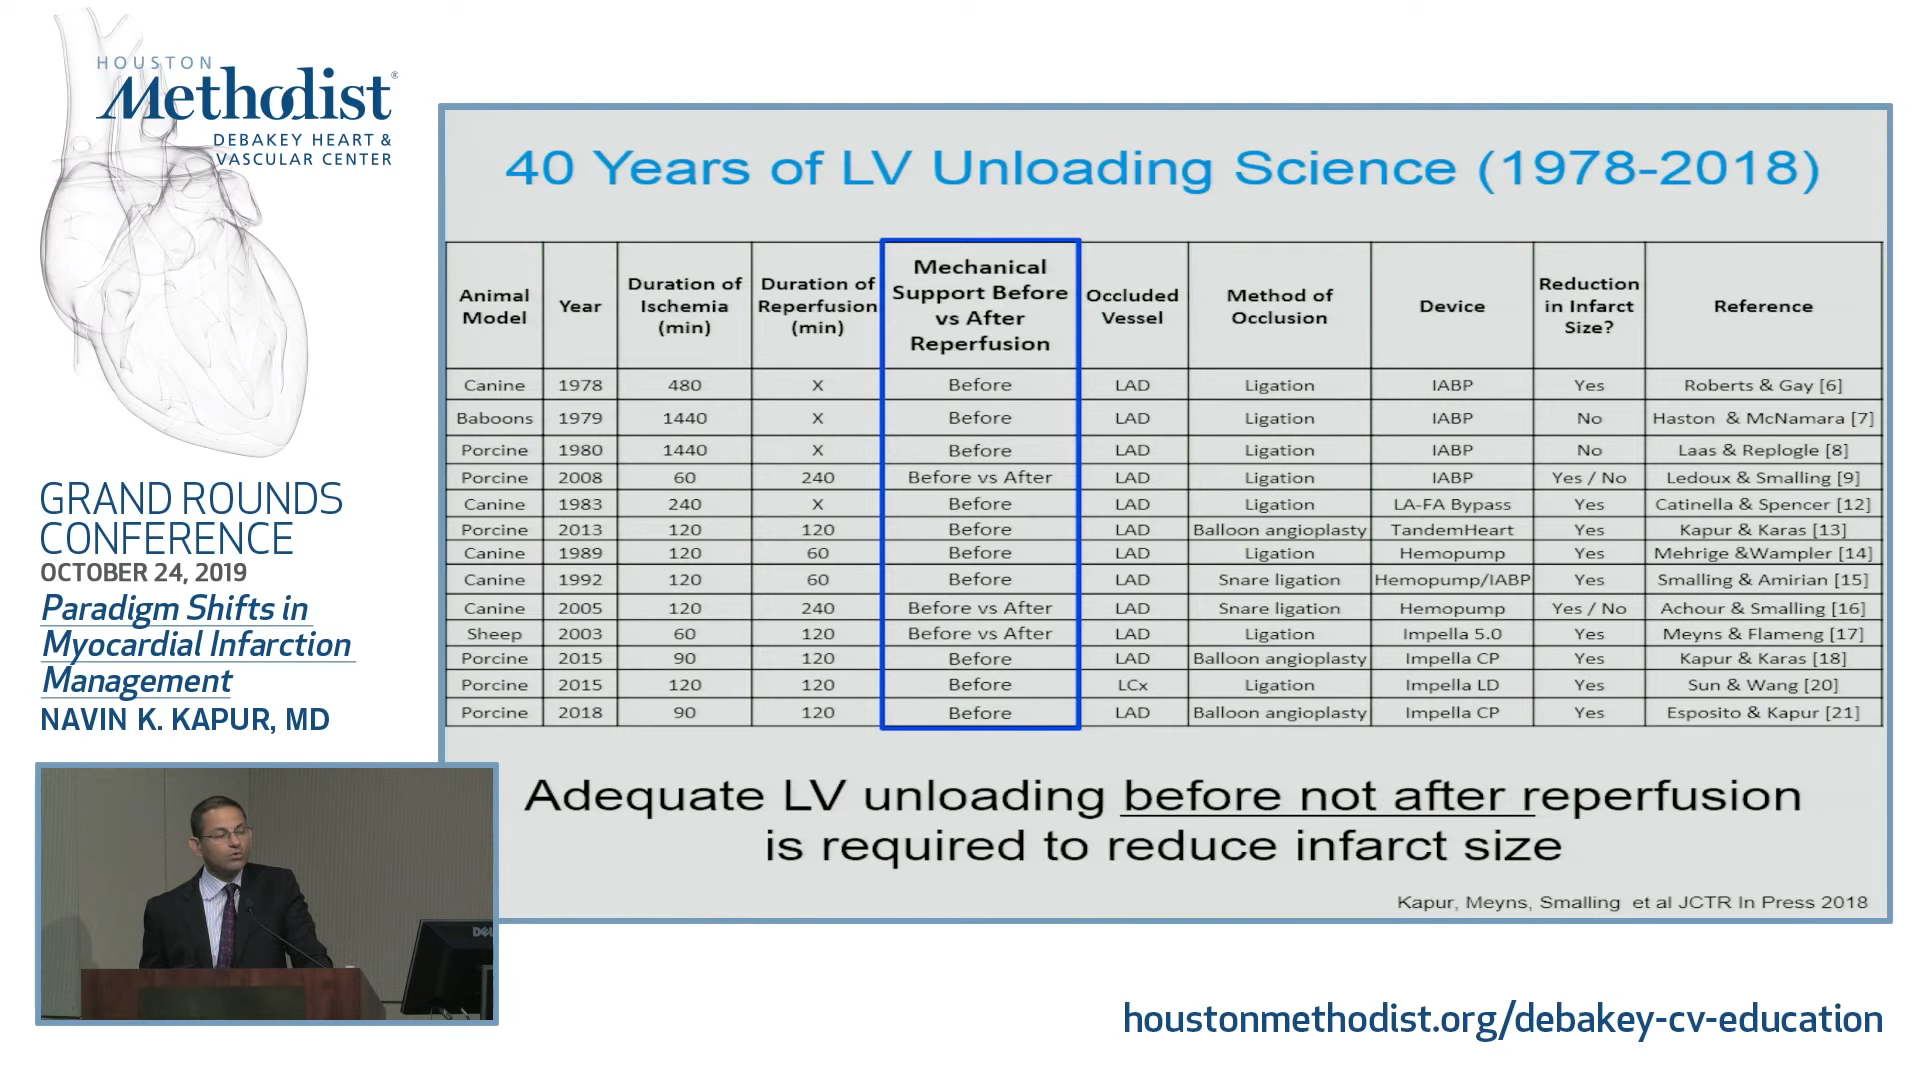 HOUSTON
Methodist®
DEBAKEY HEART &
VASCULAR CENTER
GRAND ROUNDS
CONFERENCE
OCTOBER 24, 2019
Paradigm Shifts in
Myocardial Infarction
Management
NAVIN K. KAPUR, MD
40 Years of LV Unloading Science (1978-2018)
Animal Model Year Duration of Ischemia (min) Duration of Reperfusion (min) Mechanical Support Before vs After Reperfusion Occluded Vessel Method of Occlusion Device Reduction in Infarct Size? Reference
Canine 1978 480 X Before LAD Ligation IABP Yes Roberts & Gay [6]
Baboons 1979 1440 X Before LAD Ligation IABP No Haston & McNamara [7]
Porcine 1980 1440 X Before LAD Ligation IABP No Laas & Replogle [8]
Porcine 2008 60 240 Before vs After LAD Ligation IABP Yes / No Ledoux & Smalling [9]
Canine 1983 240 X Before LAD Ligation LA-FA Bypass Yes Catinella & Spencer [12]
Porcine 2013 120 120 Before LAD Balloon angioplasty TandemHeart Yes Kapur & Karas [13]
Canine 1989 120 60 Before LAD Ligation Hemopump Yes Mehrige &Wampler [14]
Canine 1992 120 60 Before LAD Snare ligation Hemopump/IABP Yes Smalling & Amirian [15]
Canine 2005 120 240 Before vs After LAD Snare ligation Hemopump Yes / No Achour & Smalling [16]
Sheep 2003 60 120 Before vs After LAD Ligation Impella 5.0 Yes Meyns & Flameng [17]
Porcine 2015 90 120 Before LAD Balloon angioplasty Impella CP Yes Kapur & Karas [18]
Porcine 2015 120 120 Before LCx Ligation Impella LD Yes Sun & Wang [20]
Porcine 2018 90 120 Before LAD Balloon angioplasty Impella CP Yes Esposito & Kapur [21]
Adequate LV unloading before not after reperfusion
is required to reduce infarct size
Kapur, Meyns, Smalling et al JCTR In Press 2018
houstonmethodist.org/debakey-cv-education